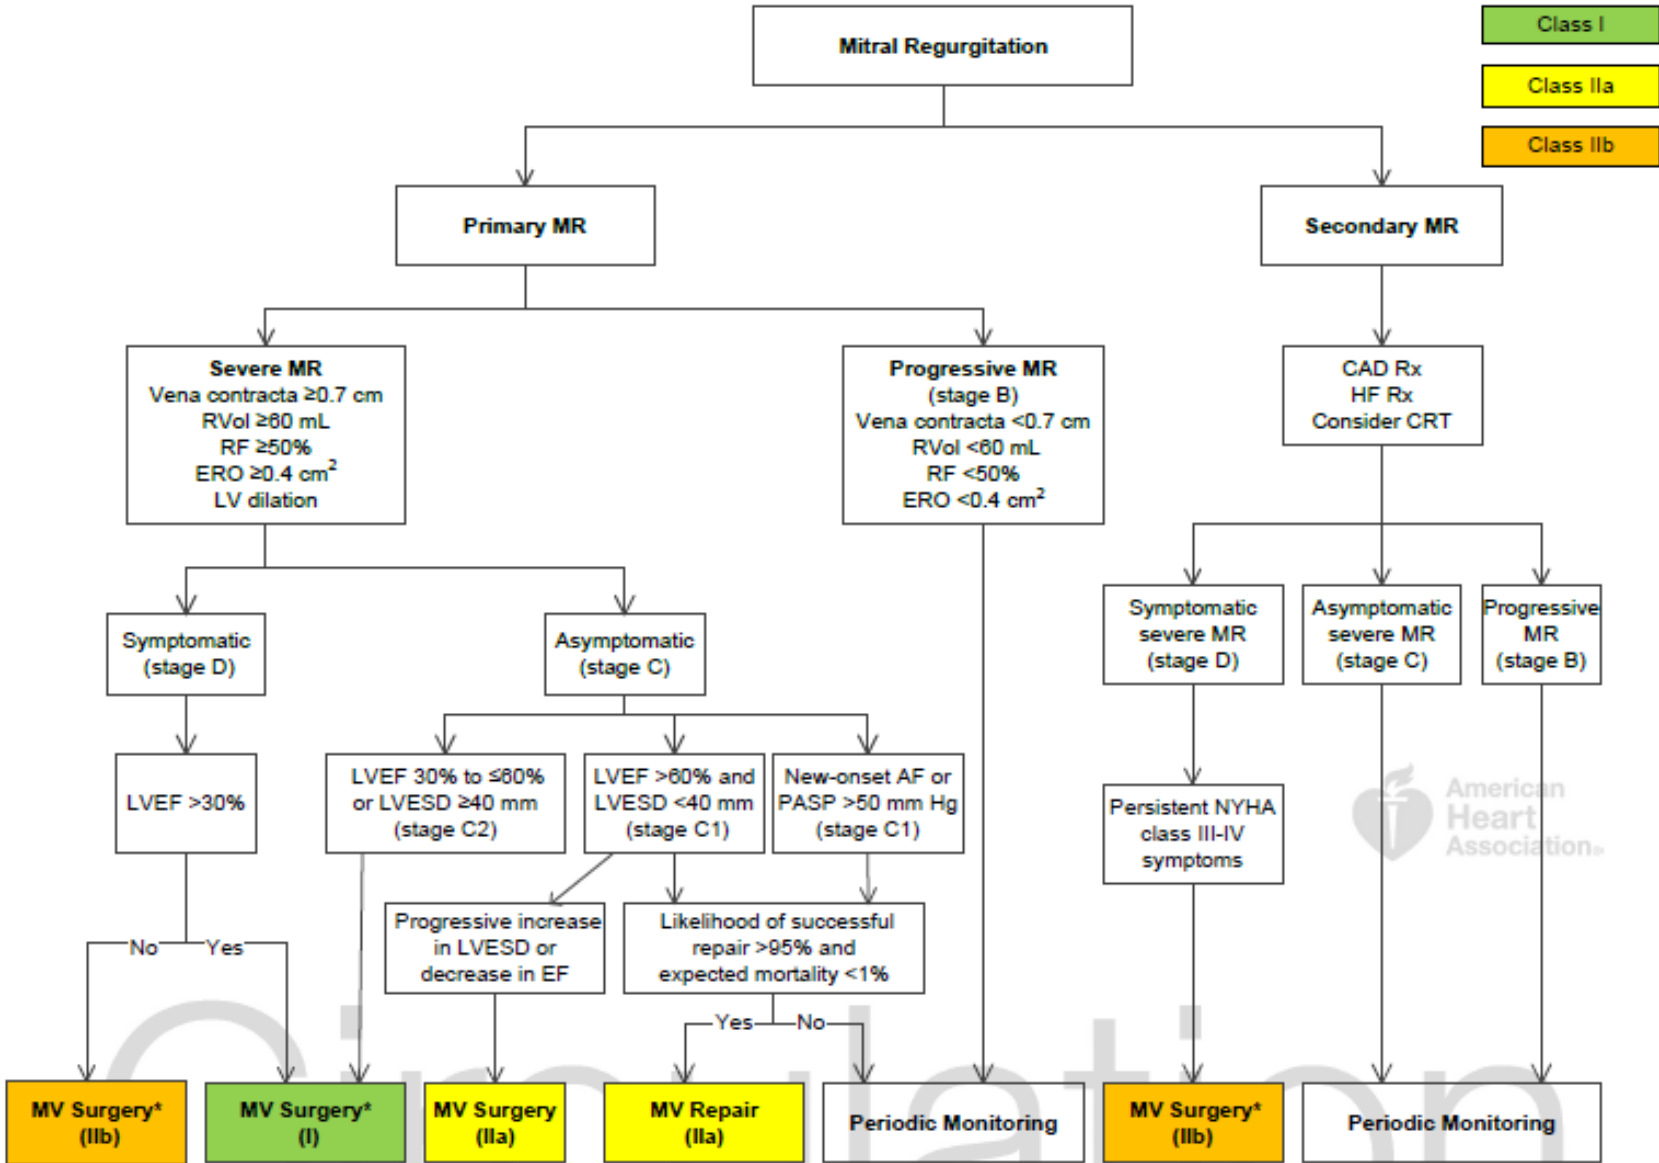 Mitral Regurgitation
Class I
Class IIa
Class IIb
Primary MR
Secondary MR
Severe MR
Vena contracta ≥0.7 cm
RVol ≥60 mL
RF ≥50%
ERO ≥0.4 cm²
LV dilation
Progressive MR
(stage B)
Vena contracta <0.7 cm
RVol <60 mL
RF <50%
ERO <0.4 cm²
CAD Rx
HF Rx
Consider CRT
Symptomatic
(stage D)
Asymptomatic
(stage C)
Symptomatic
severe MR
(stage D)
Asymptomatic
severe MR
(stage C)
Progressive
MR
(stage B)
LVEF >30%
LVEF 30% to ≤60%
or LVESD ≥40 mm
(stage C2)
LVEF >60% and
LVESD <40 mm
(stage C1)
New-onset AF or
PASP >50 mm Hg
(stage C1)
Persistent NYHA
class III-IV
symptoms
American
Heart
Association®
Progressive increase
in LVESD or
decrease in EF
Likelihood of successful
repair >95% and
expected mortality <1%
No
Yes
Yes
No
MV Surgery*
(IIb)
MV Surgery*
(I)
MV Surgery
(IIa)
MV Repair
(IIa)
Periodic Monitoring
MV Surgery*
(IIb)
Periodic Monitoring
Circulation